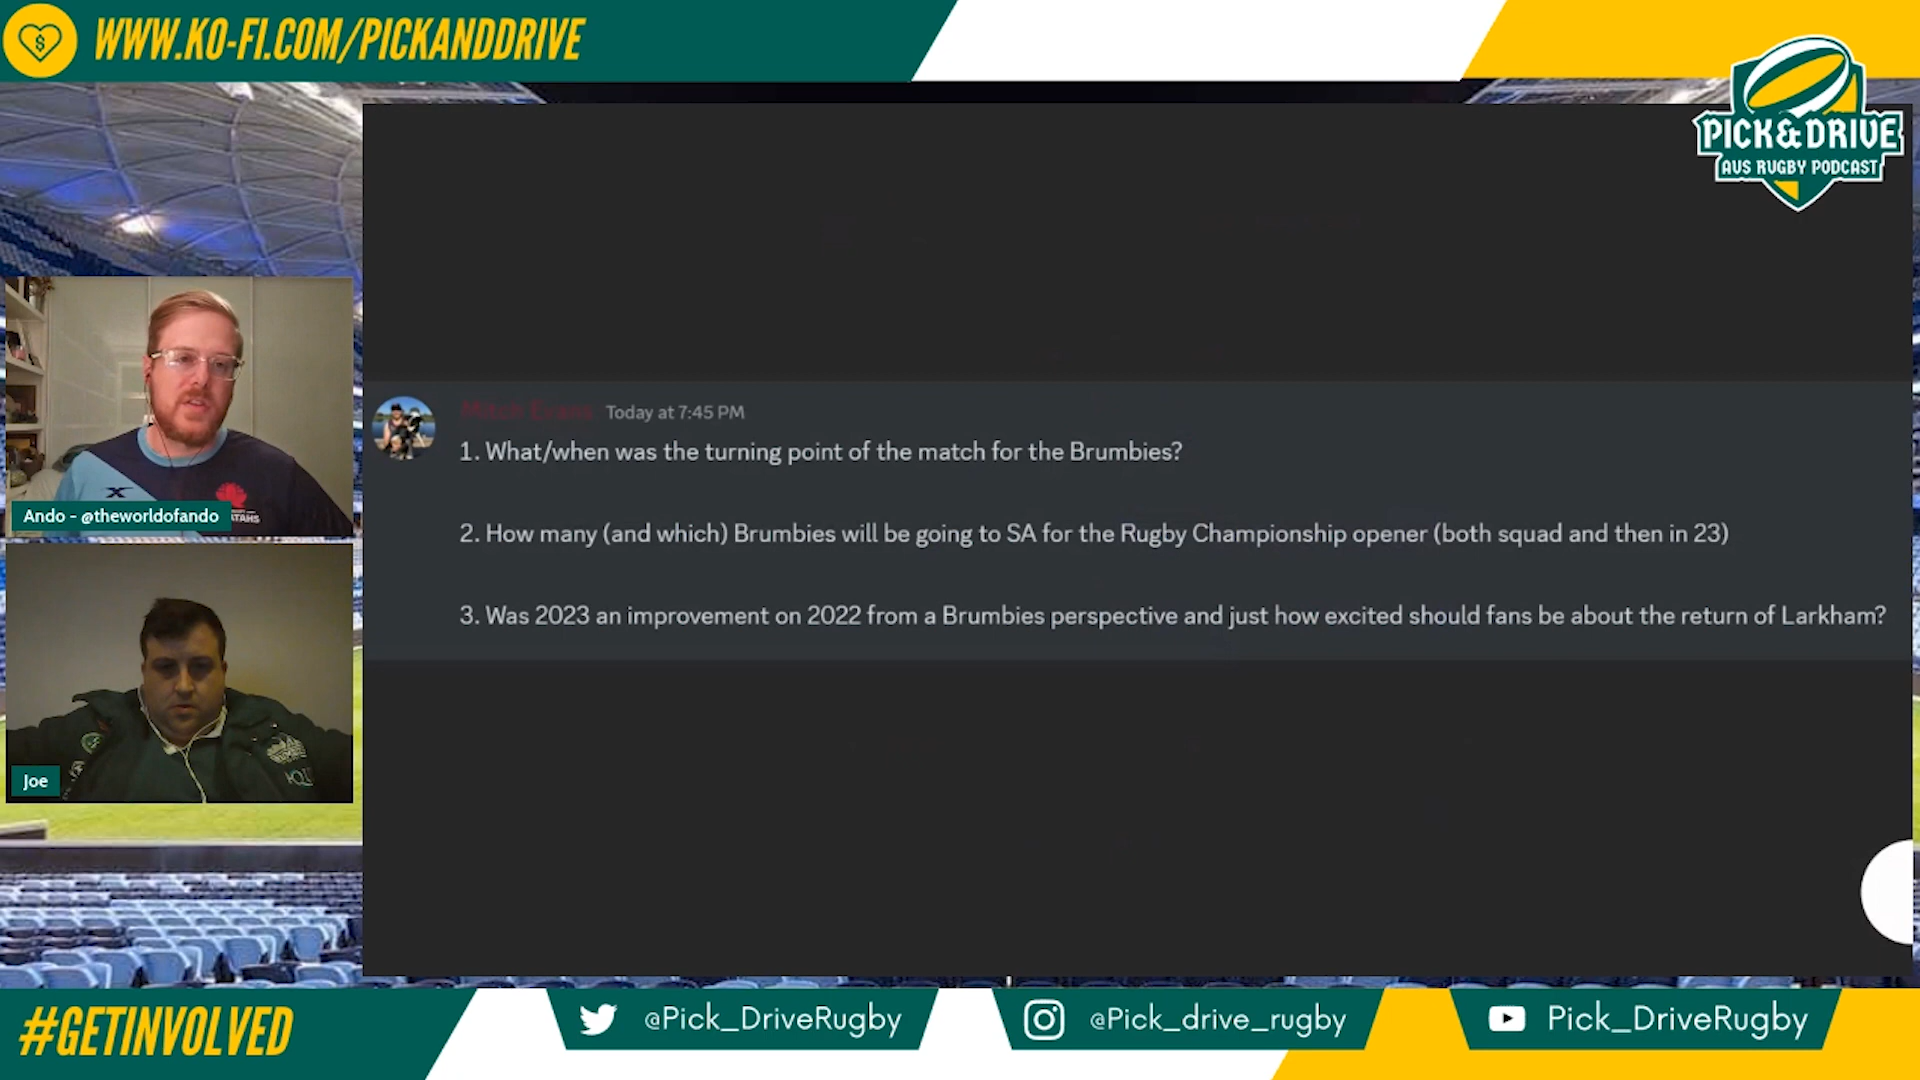 WWW.KO-FI.COM/PICKANDDRIVE
PICK&DRIVE
AUS RUGBY PODCAST
Mitch Evans Today at 7:45 PM
1. What/when was the turning point of the match for the Brumbies?
2. How many (and which) Brumbies will be going to SA for the Rugby Championship opener (both squad and then in 23)
3. Was 2023 an improvement on 2022 from a Brumbies perspective and just how excited should fans be about the return of Larkham?
Ando - @theworldofando
Joe
#GETINVOLVED
@Pick_DriveRugby
@Pick_drive_rugby
Pick_DriveRugby